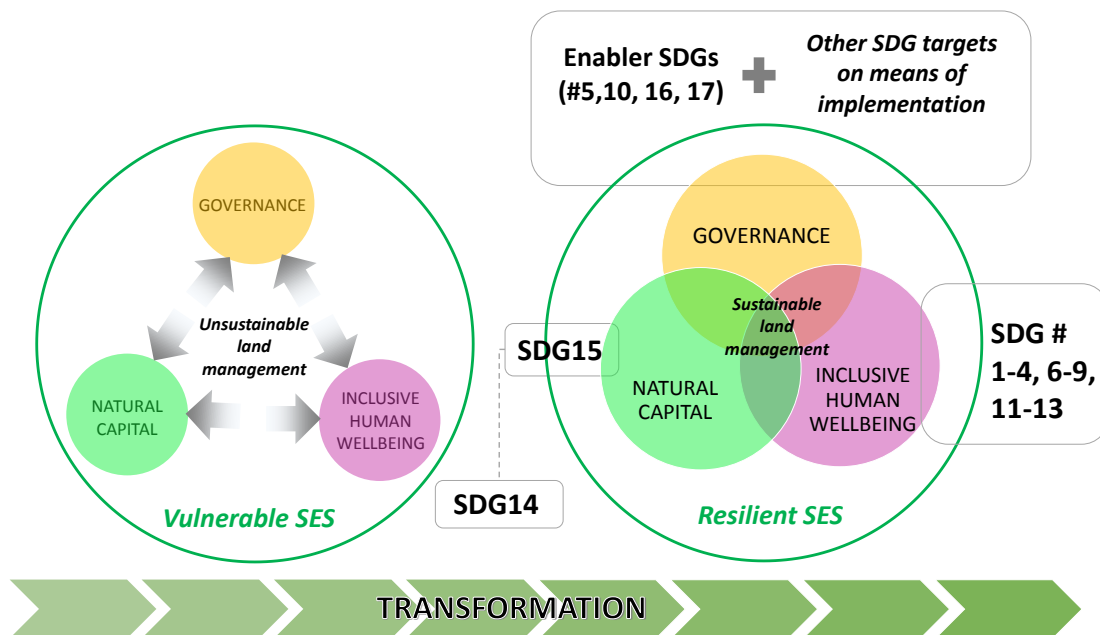 Enabler SDGs
(#5,10, 16, 17)
Other SDG targets
on means of
implementation
GOVERNANCE
Unsustainable
land
management
NATURAL
CAPITAL
INCLUSIVE
HUMAN
WELLBEING
Vulnerable SES
GOVERNANCE
Sustainable
land
management
SDG15
NATURAL
CAPITAL
INCLUSIVE
HUMAN
WELLBEING
SDG #
1-4, 6-9,
11-13
SDG14
Resilient SES
TRANSFORMATION